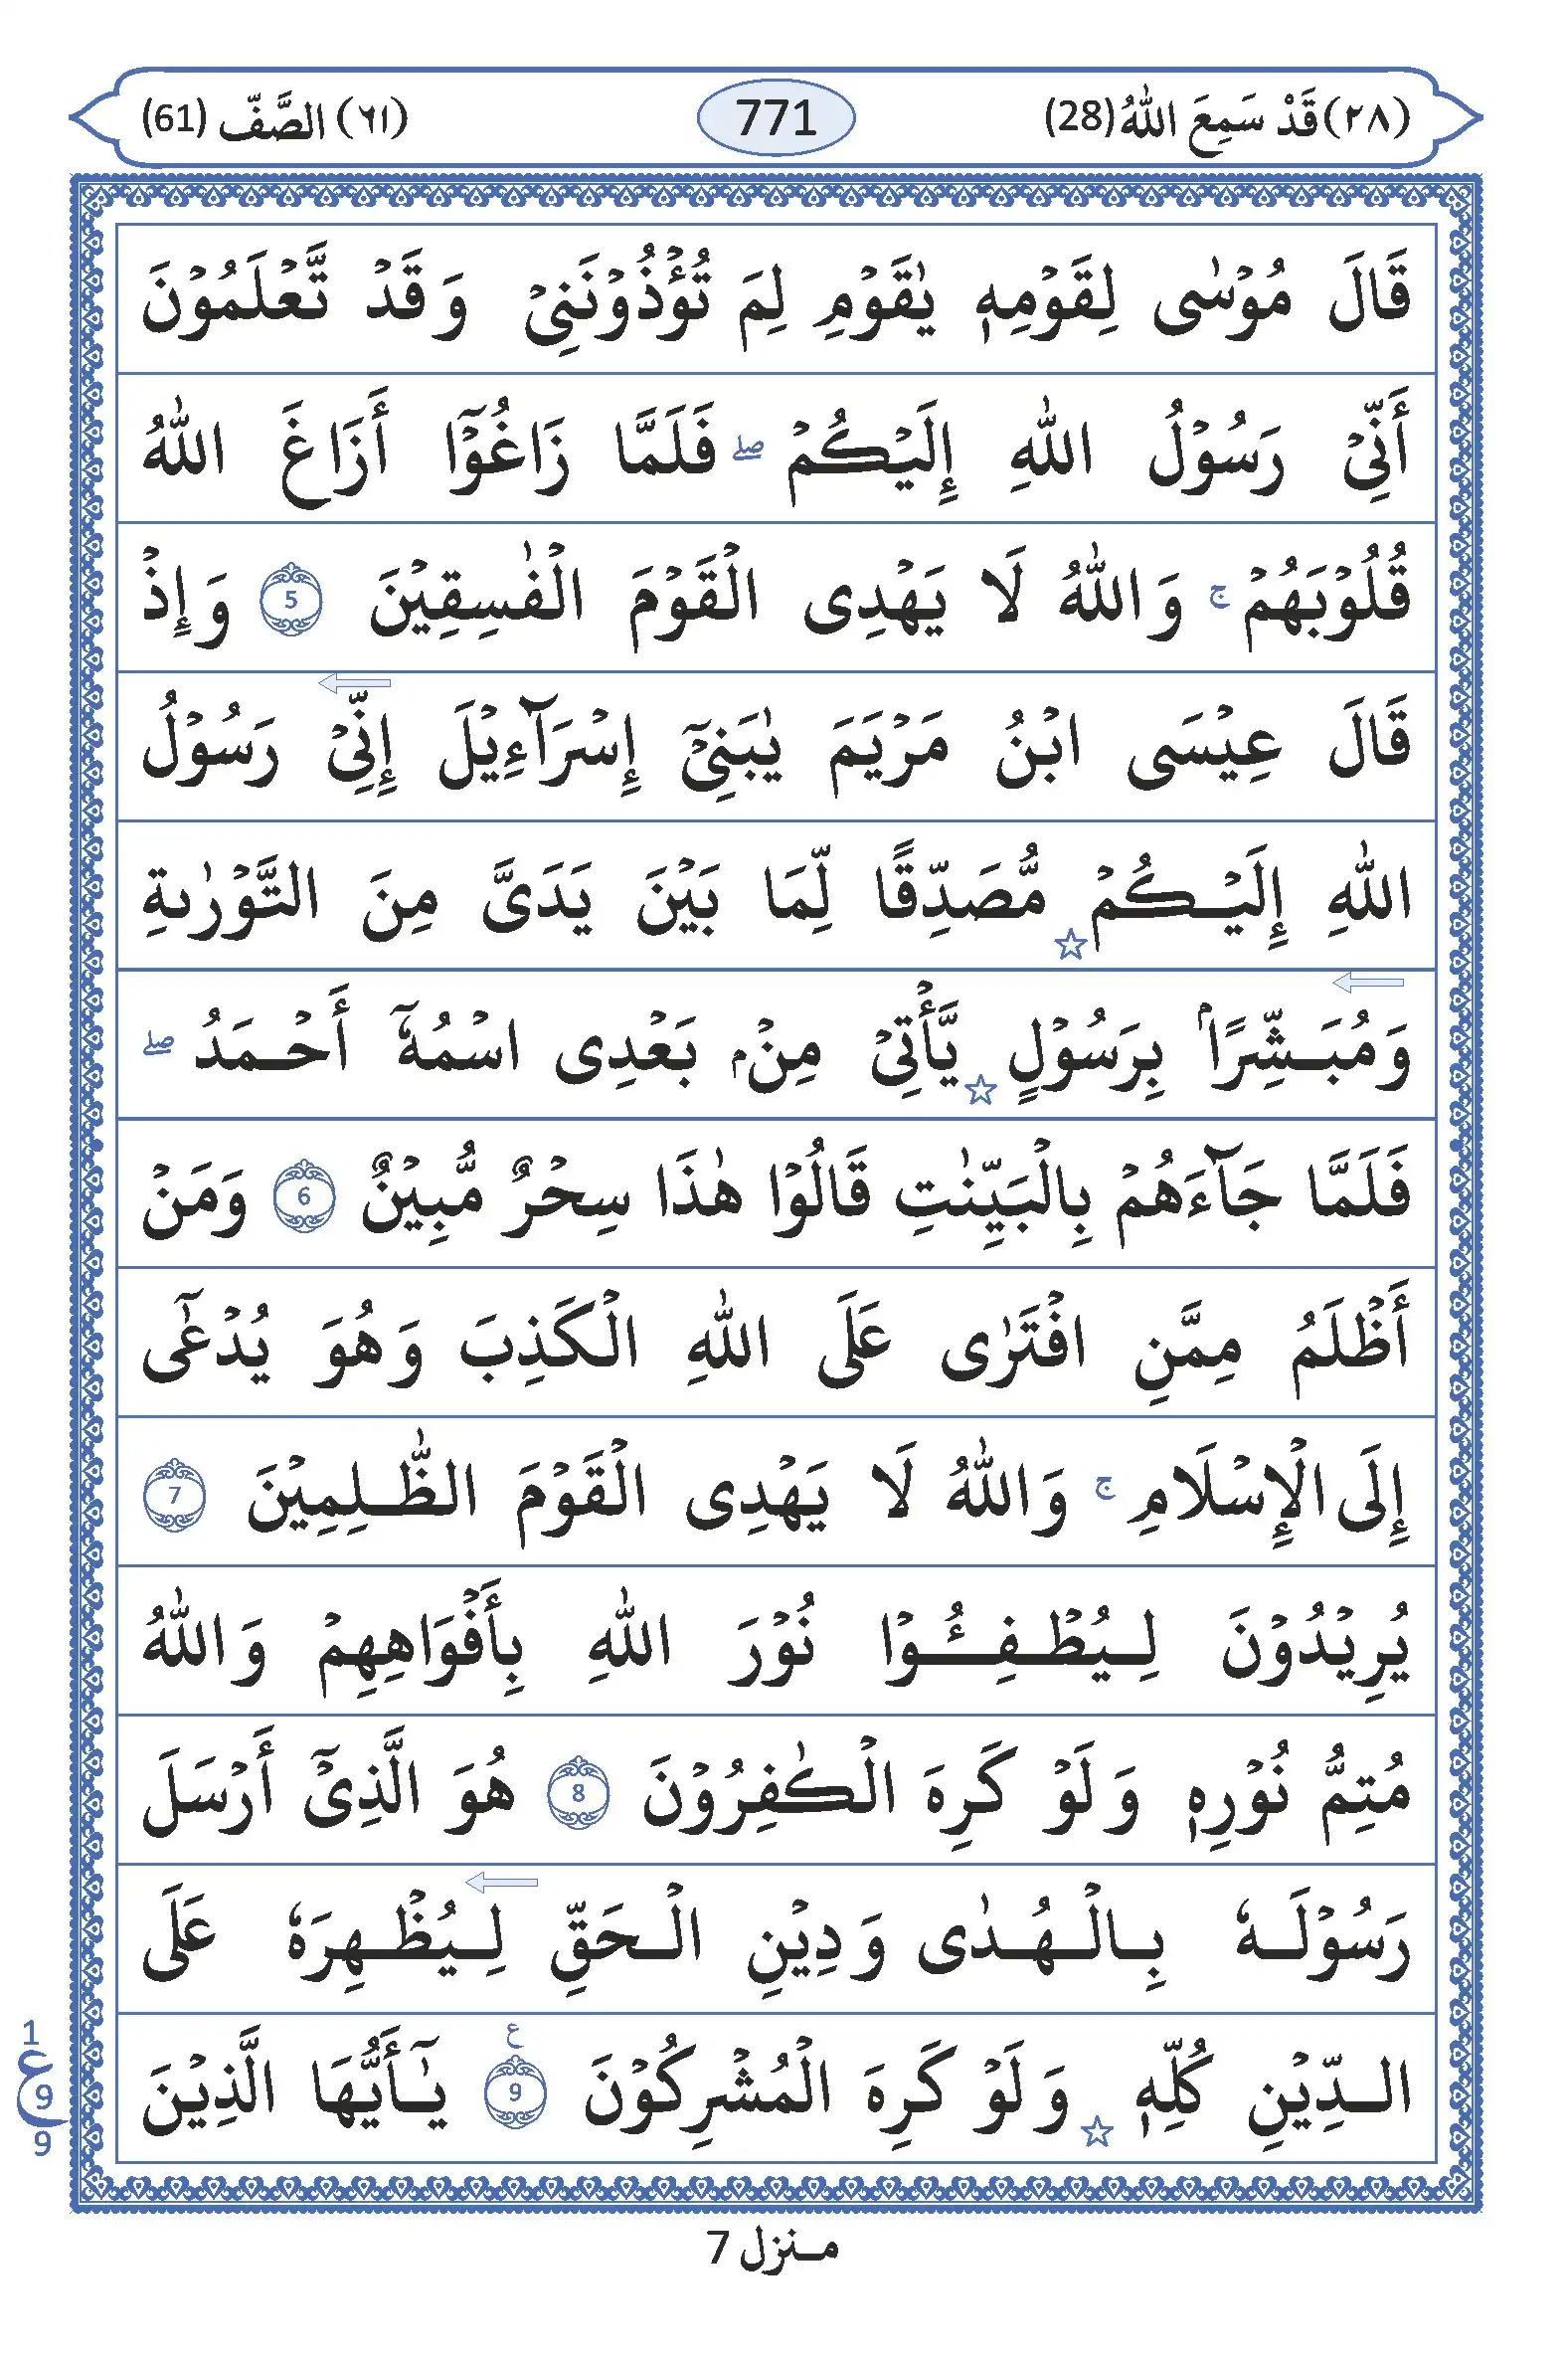 (٢٨) قَدْ سَمِعَ اللّٰهُ (28)
771
(٦١) الصَّفّ (61)
قَالَ مُوْسٰى لِقَوْمِهٖ يٰقَوْمِ لِمَ تُؤْذُوْنَنِيْ وَقَدْ تَّعْلَمُوْنَ
أَنِّيْ رَسُوْلُ اللّٰهِ إِلَيْكُمْ ۖ فَلَمَّا زَاغُوْٓا أَزَاغَ اللّٰهُ
قُلُوْبَهُمْ ۚ وَاللّٰهُ لَا يَهْدِى الْقَوْمَ الْفٰسِقِيْنَ 5 وَإِذْ
قَالَ عِيْسَى ابْنُ مَرْيَمَ يٰبَنِيْٓ إِسْرَآءِيْلَ إِنِّيْ رَسُوْلُ
اللّٰهِ إِلَيْكُمْ مُّصَدِّقًا لِّمَا بَيْنَ يَدَىَّ مِنَ التَّوْرٰىةِ
وَمُبَشِّرًاۢ بِرَسُوْلٍ يَّأْتِيْ مِنْۢ بَعْدِى اسْمُهٗٓ أَحْمَدُ ۖ
فَلَمَّا جَآءَهُمْ بِالْبَيِّنٰتِ قَالُوْا هٰذَا سِحْرٌ مُّبِيْنٌ 6 وَمَنْ
أَظْلَمُ مِمَّنِ افْتَرٰى عَلَى اللّٰهِ الْكَذِبَ وَهُوَ يُدْعٰٓى
إِلَى الْإِسْلَامِ ۚ وَاللّٰهُ لَا يَهْدِى الْقَوْمَ الظّٰلِمِيْنَ 7
يُرِيْدُوْنَ لِيُطْفِـُٔوْا نُوْرَ اللّٰهِ بِأَفْوَاهِهِمْ وَاللّٰهُ
مُتِمُّ نُوْرِهٖ وَلَوْ كَرِهَ الْكٰفِرُوْنَ 8 هُوَ الَّذِيْٓ أَرْسَلَ
رَسُوْلَهٗ بِالْهُدٰى وَدِيْنِ الْحَقِّ لِيُظْهِرَهٗ عَلَى
الدِّيْنِ كُلِّهٖ وَلَوْ كَرِهَ الْمُشْرِكُوْنَ 9 ع يٰٓأَيُّهَا الَّذِيْنَ
1
ع 9
9
مـنزل 7